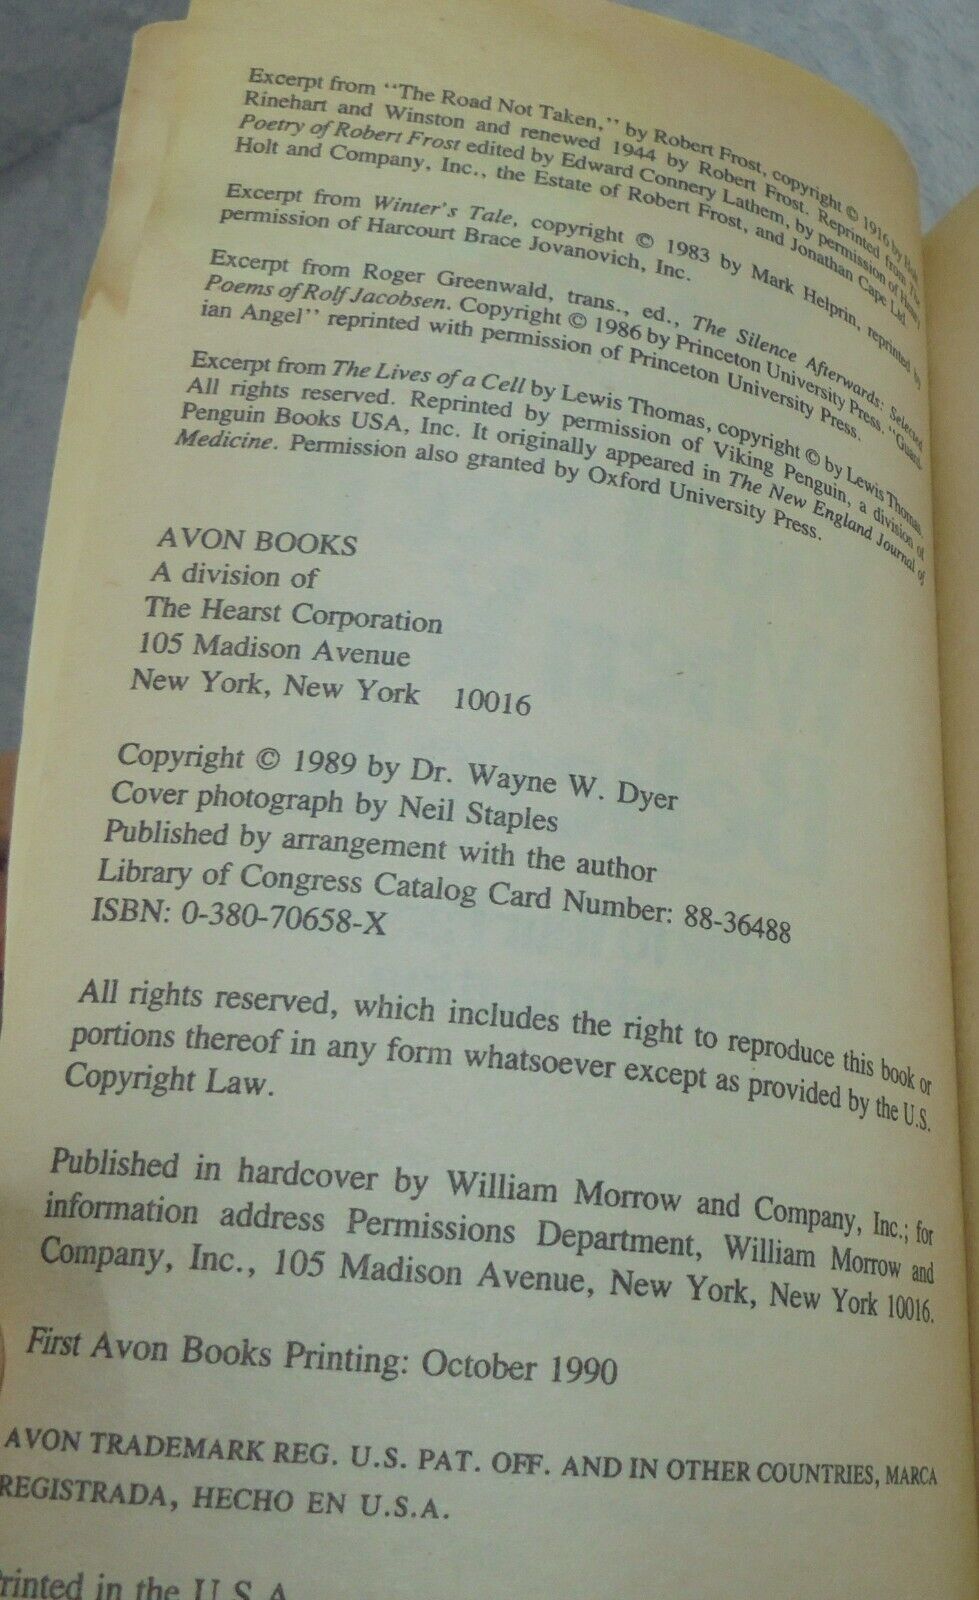 Excerpt from "The Road Not Taken," by Robert Frost, copyright © 1916 by Holt
Rinehart and Winston and renewed 1944 by Robert Frost. Reprinted from The
Poetry of Robert Frost edited by Edward Connery Lathem, by permission of Henry
Holt and Company, Inc., the Estate of Robert Frost, and Jonathan Cape Ltd.
Excerpt from Winter's Tale, copyright © 1983 by Mark Helprin, reprinted by
permission of Harcourt Brace Jovanovich, Inc.
Excerpt from Roger Greenwald, trans., ed., The Silence Afterwards: Selected
Poems of Rolf Jacobsen. Copyright © 1986 by Princeton University Press. "Guard-
ian Angel" reprinted with permission of Princeton University Press.
Excerpt from The Lives of a Cell by Lewis Thomas, copyright © by Lewis Thomas.
All rights reserved. Reprinted by permission of Viking Penguin, a division of
Penguin Books USA, Inc. It originally appeared in The New England Journal of
Medicine. Permission also granted by Oxford University Press.
AVON BOOKS
A division of
The Hearst Corporation
105 Madison Avenue
New York, New York 10016
Copyright © 1989 by Dr. Wayne W. Dyer
Cover photograph by Neil Staples
Published by arrangement with the author
Library of Congress Catalog Card Number: 88-36488
ISBN: 0-380-70658-X
All rights reserved, which includes the right to reproduce this book or
portions thereof in any form whatsoever except as provided by the U.S.
Copyright Law.
Published in hardcover by William Morrow and Company, Inc.; for
information address Permissions Department, William Morrow and
Company, Inc., 105 Madison Avenue, New York, New York 10016.
First Avon Books Printing: October 1990
AVON TRADEMARK REG. U.S. PAT. OFF. AND IN OTHER COUNTRIES, MARCA
REGISTRADA, HECHO EN U.S.A.
Printed in the U.S.A.